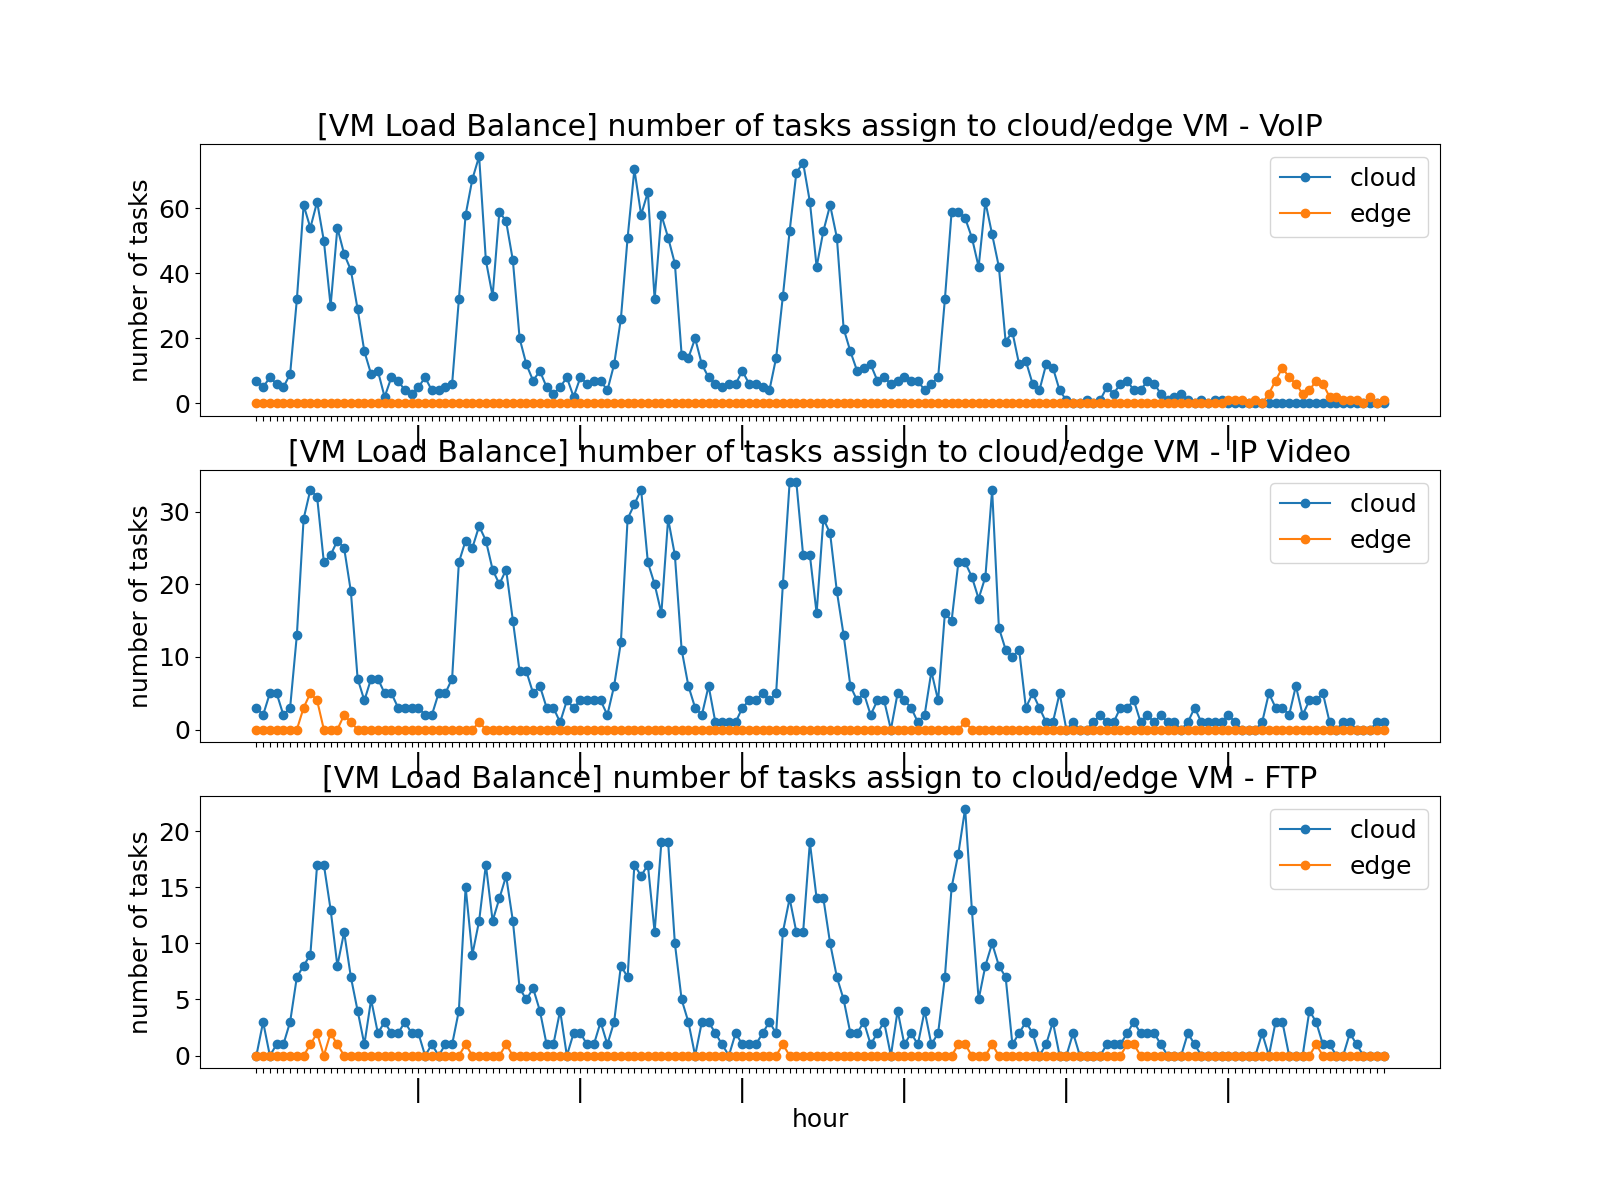 [VM Load Balance] number of tasks assign to cloud/edge VM - VoIP
number of tasks
60
40
20
0
cloud
edge
| | | | | |
[VM Load Balance] number of tasks assign to cloud/edge VM - IP Video
number of tasks
30
20
10
0
cloud
edge
| | | | | |
[VM Load Balance] number of tasks assign to cloud/edge VM - FTP
number of tasks
20
15
10
5
0
cloud
edge
| | | | | |
hour